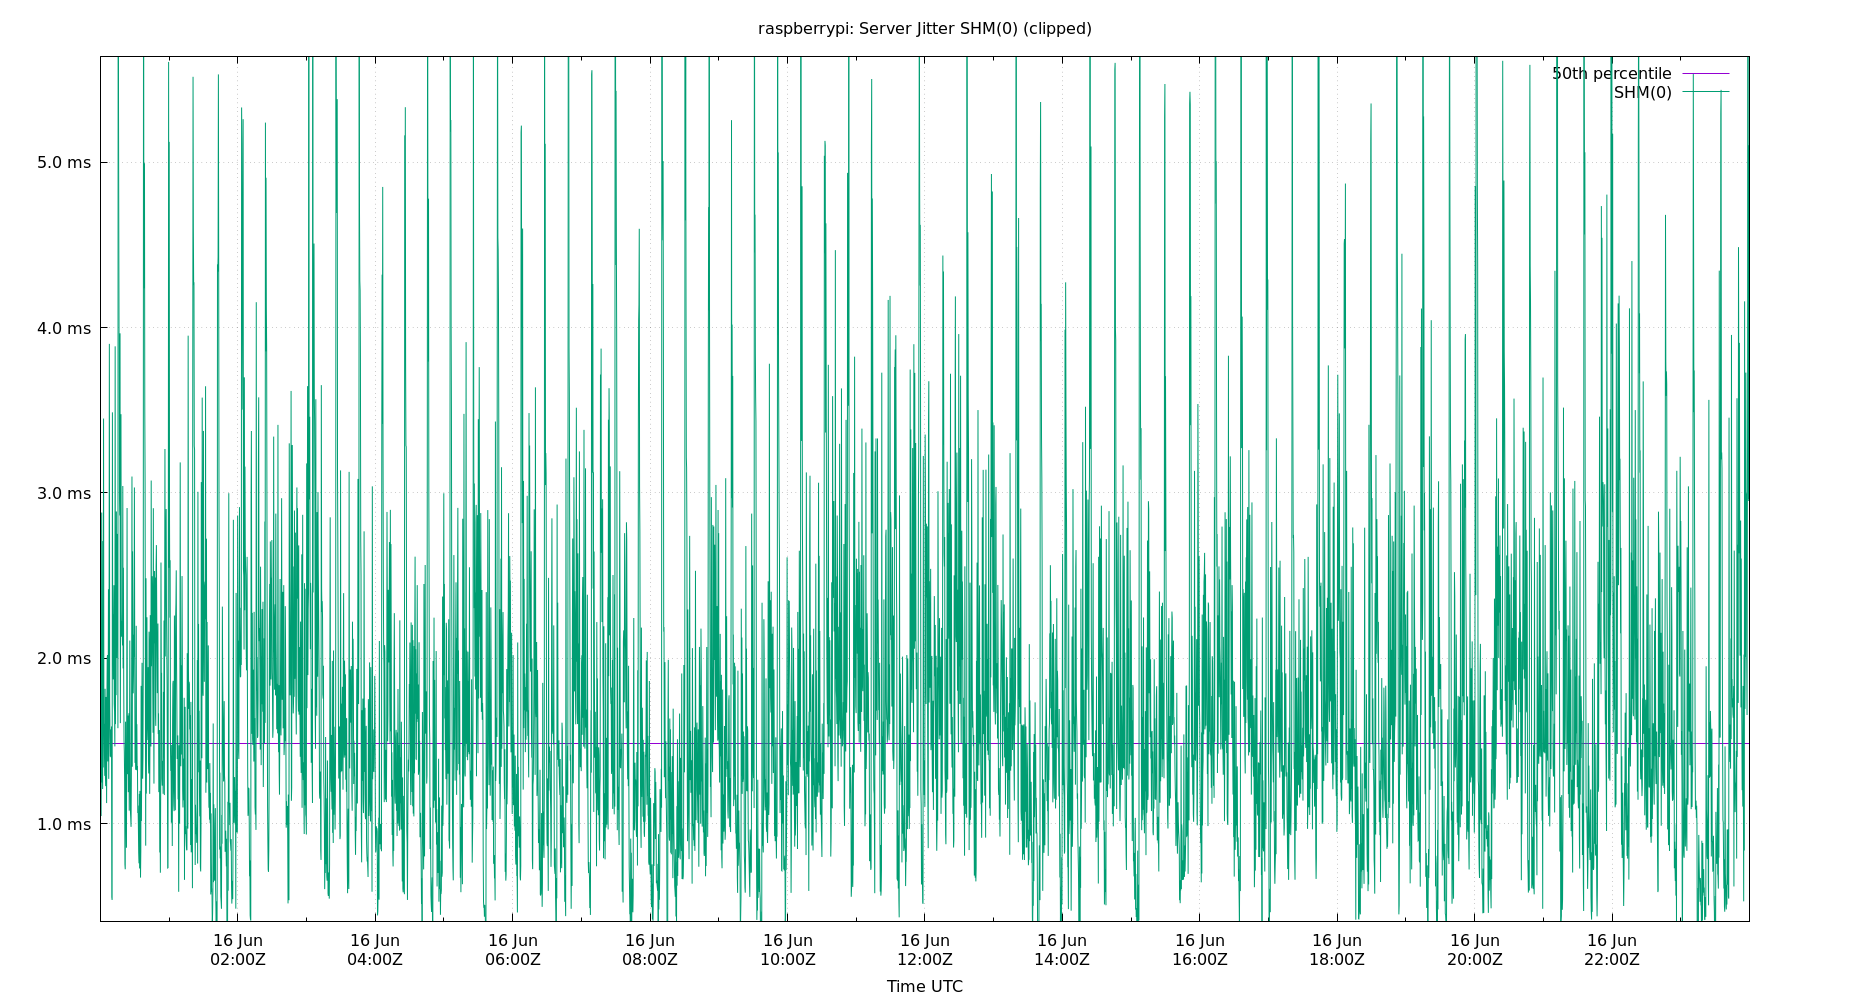 raspberrypi: Server Jitter SHM(0) (clipped)
50th percentile
SHM(0)
5.0 ms
4.0 ms
3.0 ms
2.0 ms
1.0 ms
16 Jun 16 Jun 16 Jun 16 Jun 16 Jun 16 Jun 16 Jun 16 Jun 16 Jun 16 Jun 16 Jun
02:00Z 04:00Z 06:00Z 08:00Z 10:00Z 12:00Z 14:00Z 16:00Z 18:00Z 20:00Z 22:00Z
Time UTC